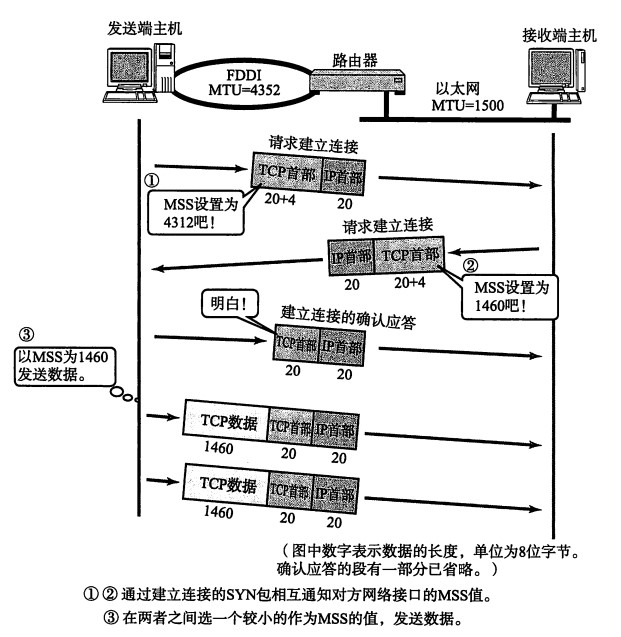 发送端主机
接收端主机
路由器
FDDI
MTU=4352
以太网
MTU=1500
请求建立连接
TCP首部 IP首部
20+4 20
①
MSS设置为
4312吧！
请求建立连接
IP首部 TCP首部
20 20+4
②
MSS设置为
1460吧！
明白！
建立连接的确认应答
TCP首部 IP首部
20 20
③
以MSS为1460
发送数据。
TCP数据 TCP首部 IP首部
1460 20 20
TCP数据 TCP首部 IP首部
1460 20 20
（图中数字表示数据的长度，单位为8位字节。
确认应答的段有一部分已省略。）
①②通过建立连接的SYN包相互通知对方网络接口的MSS值。
③在两者之间选一个较小的作为MSS的值，发送数据。